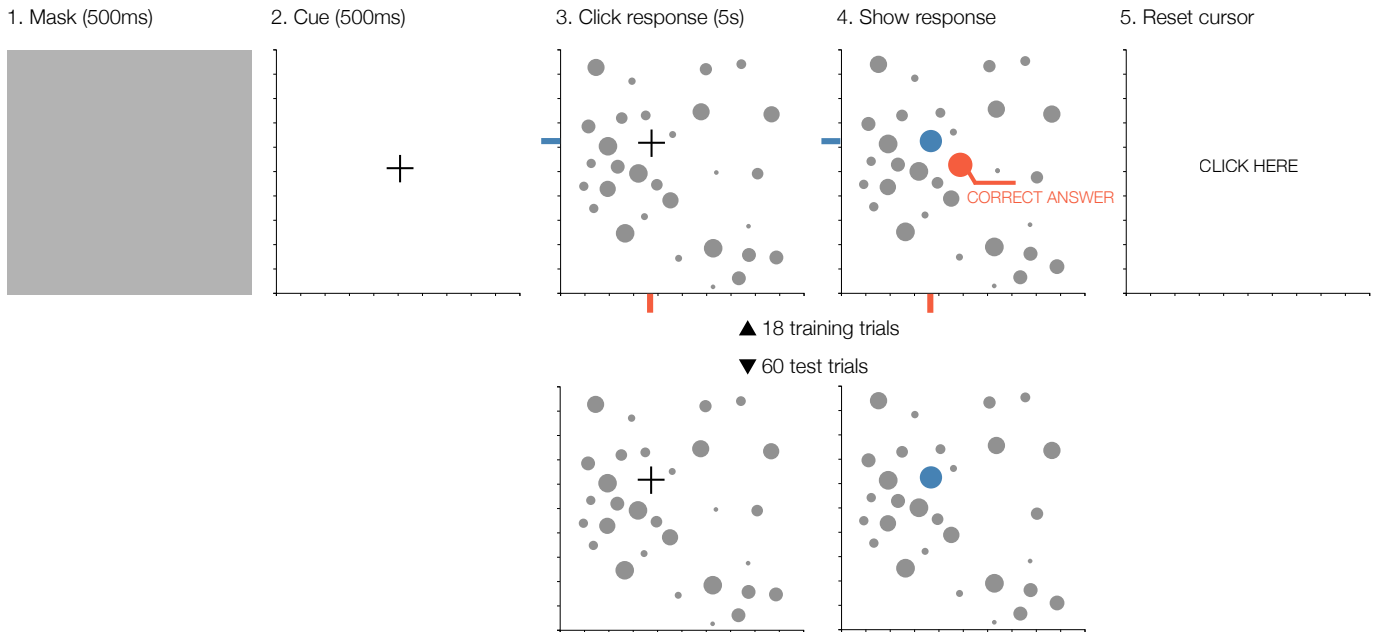 1. Mask (500ms)
2. Cue (500ms)
3. Click response (5s)
4. Show response
5. Reset cursor
CORRECT ANSWER
CLICK HERE
▲ 18 training trials
▼ 60 test trials